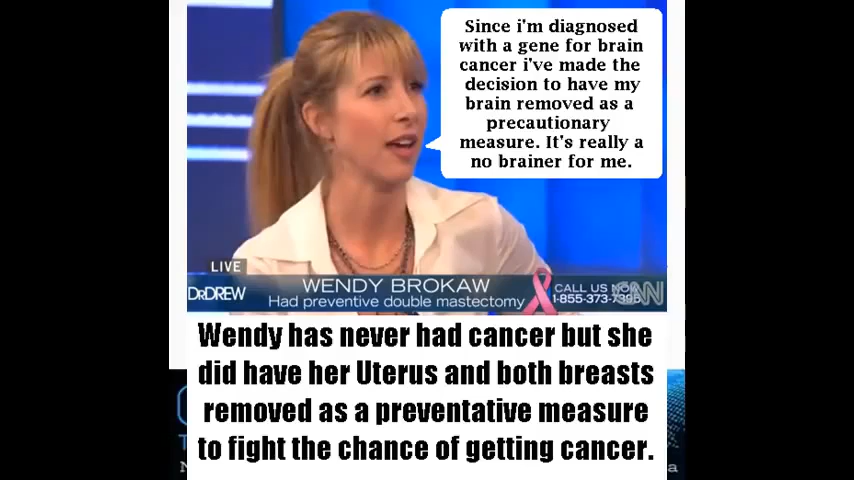 Since i'm diagnosed
with a gene for brain
cancer i've made the
decision to have my
brain removed as a
precautionary
measure. It's really a
no brainer for me.
LIVE
WENDY BROKAW
DR.DREW
Had preventive double mastectomy
CALL US NOW
1-855-373-7395
CNN
Wendy has never had cancer but she
did have her Uterus and both breasts
removed as a preventative measure
to fight the chance of getting cancer.